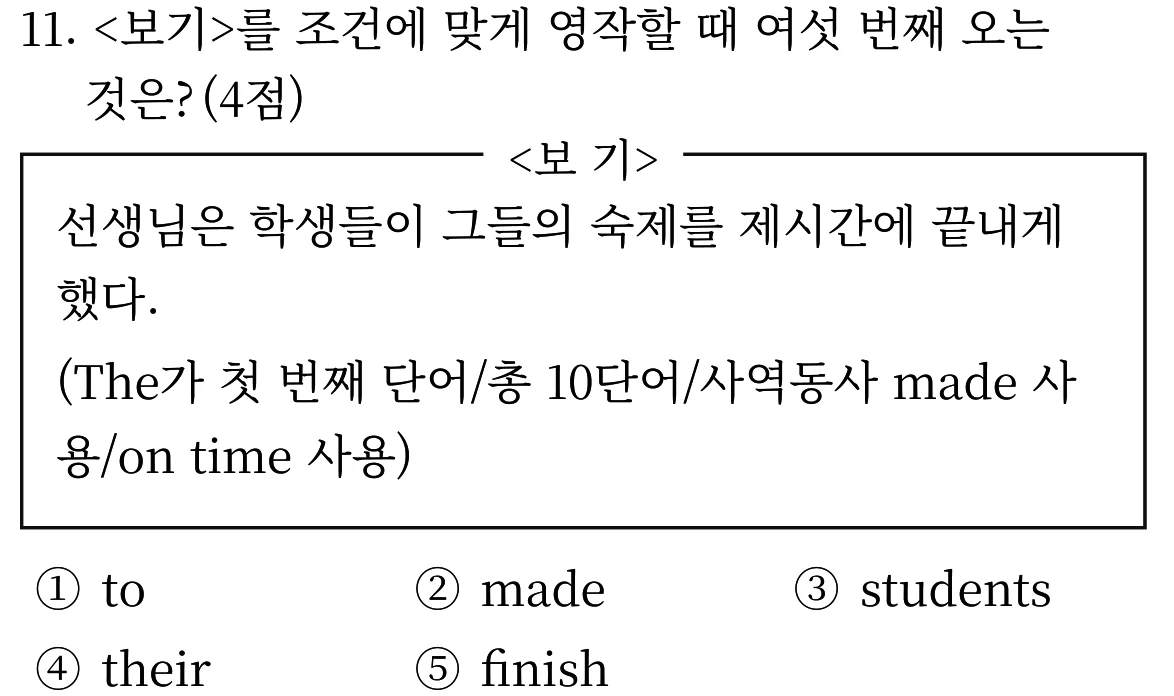 11. <보기>를 조건에 맞게 영작할 때 여섯 번째 오는
것은?(4점)
<보 기>
선생님은 학생들이 그들의 숙제를 제시간에 끝내게
했다.
(The가 첫 번째 단어/총 10단어/사역동사 made 사
용/on time 사용)
① to ② made ③ students
④ their ⑤ finish